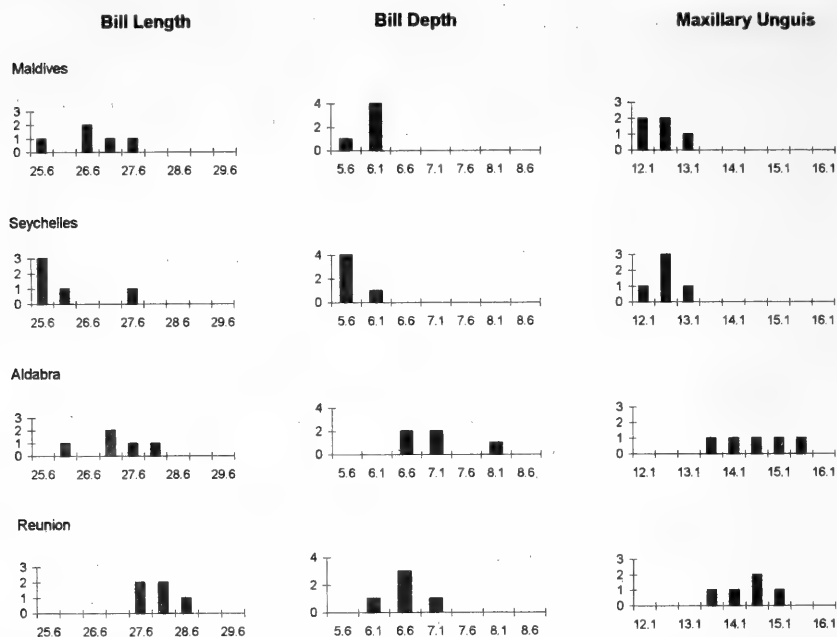 Bill Length Bill Depth Maxillary Unguis
Maldives
3 2 1 0 4 2 0 3 2 1 0
25.6 26.6 27.6 28.6 29.6 5.6 6.1 6.6 7.1 7.6 8.1 8.6 12.1 13.1 14.1 15.1 16.1
Seychelles
3 2 1 0 4 2 0 3 2 1 0
25.6 26.6 27.6 28 6 29.6 5.6 6.1 6.6 7.1 7.6 8.1 8.6 12.1 13.1 14.1 15.1 16.1
Aldabra
3 2 1 0 4 2 0 3 2 1 0
25.6 26.6 27.6 28.6 29.6 5.6 6.1 6.6 7.1 7.6 8.1 8.6 12.1 13.1 14.1 15.1 16.1
Reunion
3 2 1 0 4 2 0 3 2 1 0
25.6 26.6 27.6 28.6 29.6 5.6 6.1 6.6 7.1 7.6 8.1 8.6 12.1 13.1 14.1 15.1 16.1